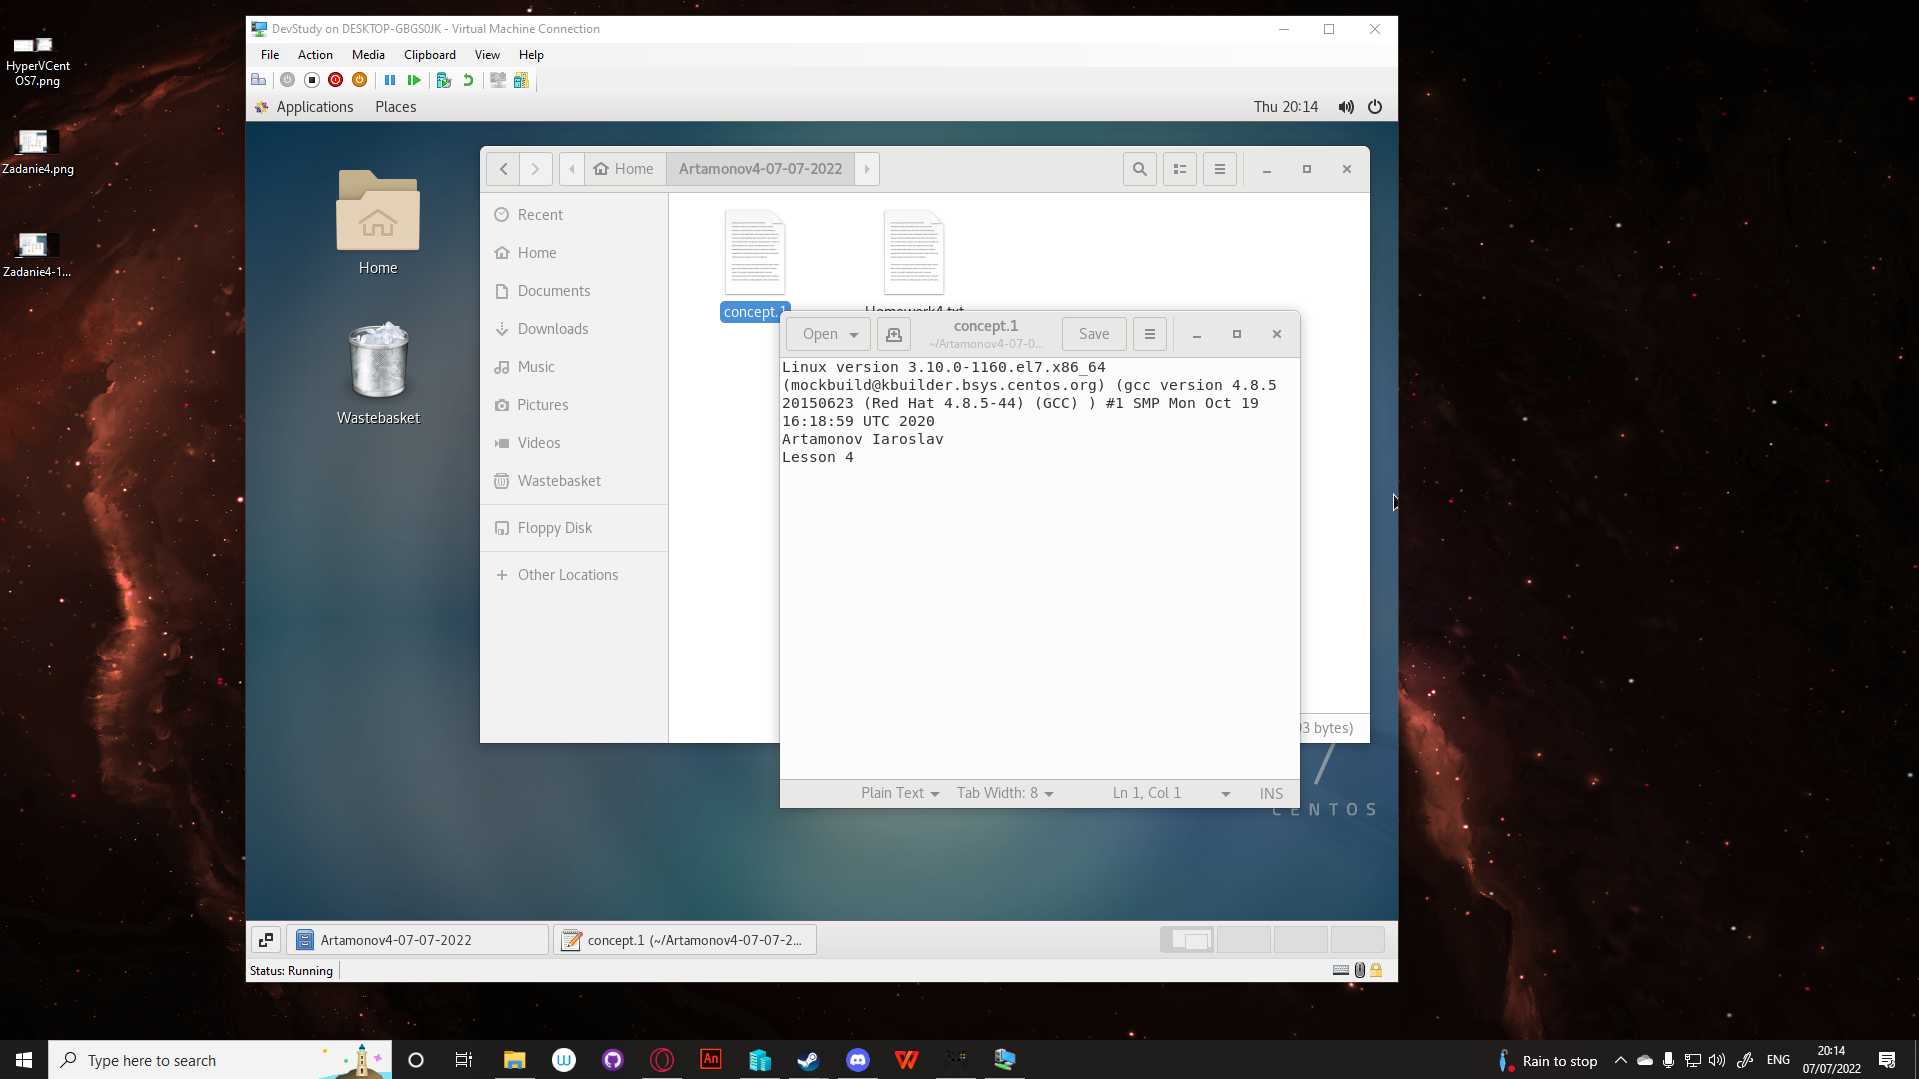 DevStudy on DESKTOP-GBGS0JK - Virtual Machine Connection
File Action Media Clipboard View Help
Applications Places
Thu 20:14
HyperVCent
OS7.png
Zadanie4.png
Zadanie4-1...
Home
Wastebasket
Home
Artamonov4-07-07-2022
Recent
Home
Documents
Downloads
Music
Pictures
Videos
Wastebasket
Floppy Disk
Other Locations
concept.1
Homework4.txt
Open
concept.1
~/Artamonov4-07-0...
Save
Linux version 3.10.0-1160.el7.x86_64
(mockbuild@kbuilder.bsys.centos.org) (gcc version 4.8.5
20150623 (Red Hat 4.8.5-44) (GCC) ) #1 SMP Mon Oct 19
16:18:59 UTC 2020
Artamonov Iaroslav
Lesson 4
bytes)
Plain Text Tab Width: 8 Ln 1, Col 1 INS
CENTOS
Artamonov4-07-07-2022
concept.1 (~/Artamonov4-07-07-2...
Status: Running
Type here to search
An
Rain to stop
ENG
20:14
07/07/2022